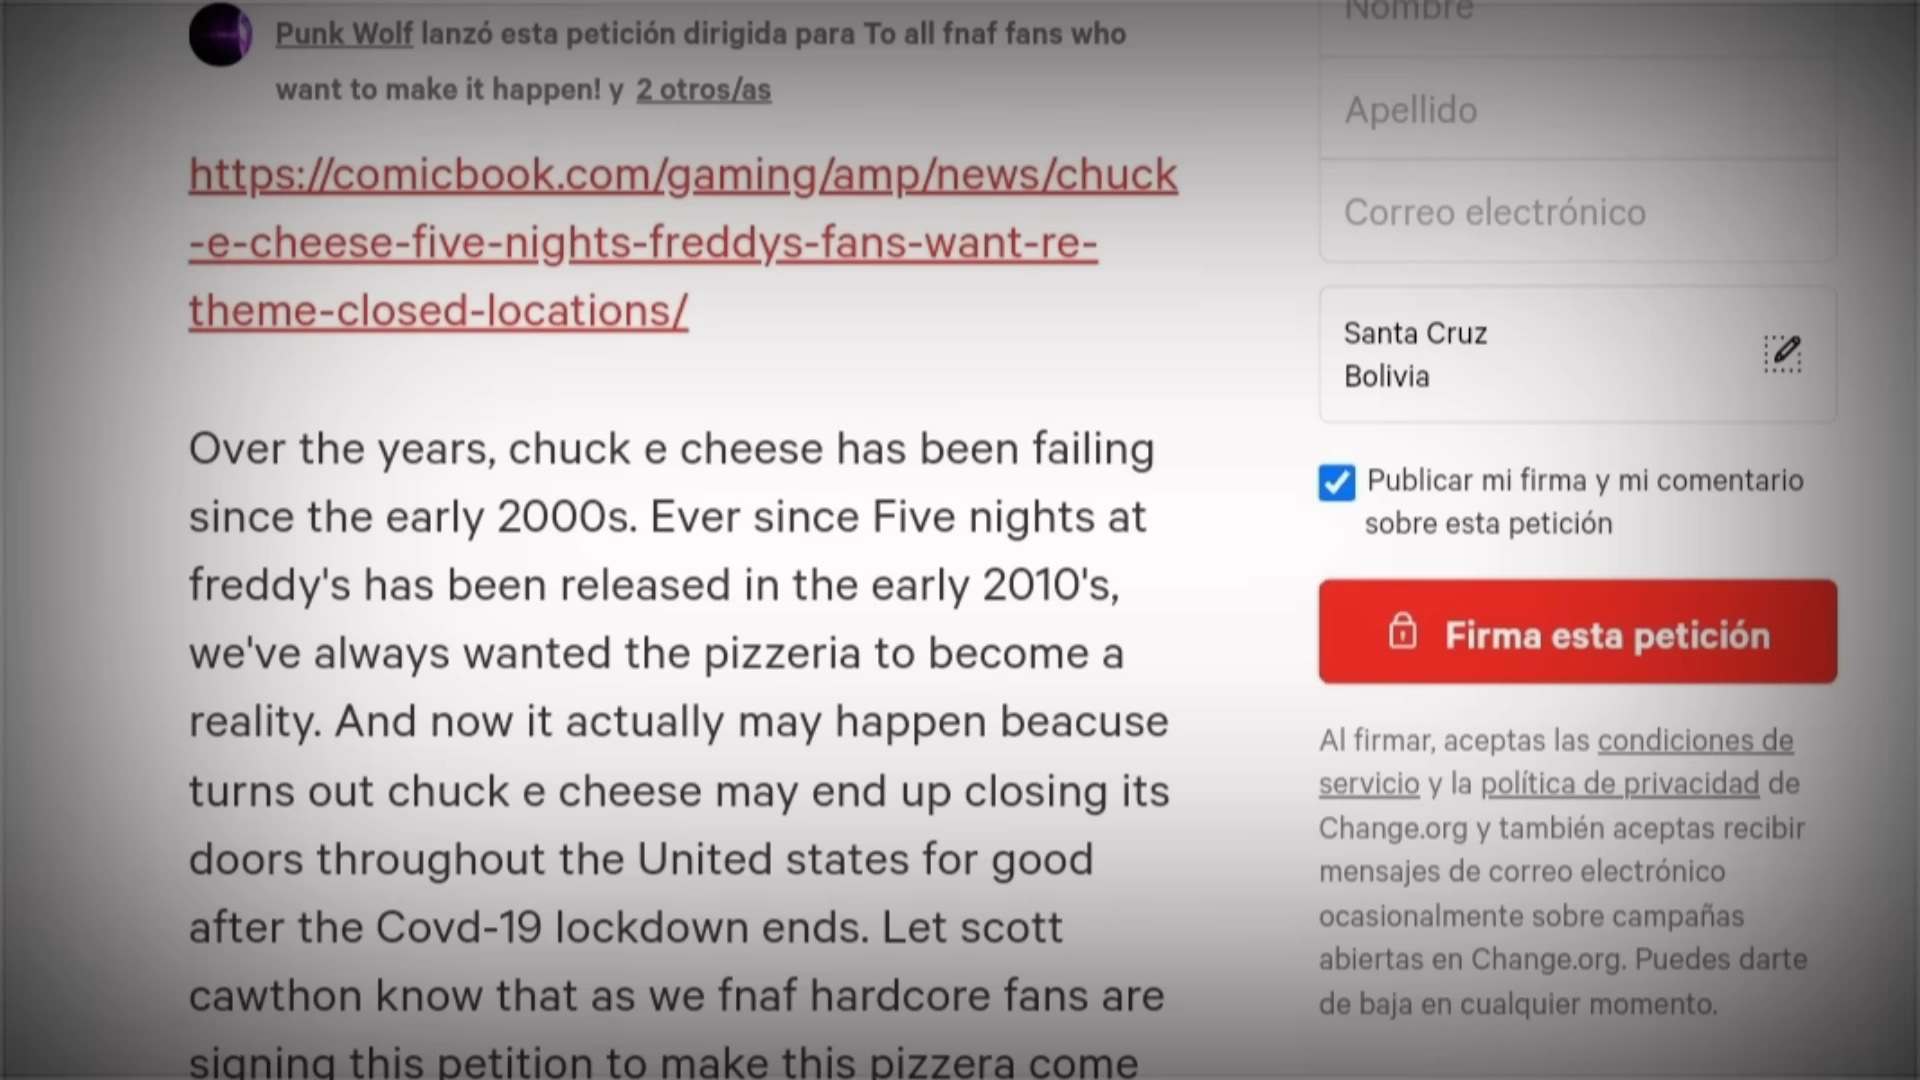 Punk Wolf lanzó esta petición dirigida para To all fnaf fans who
want to make it happen! y 2 otros/as
https://comicbook.com/gaming/amp/news/chuck
-e-cheese-five-nights-freddys-fans-want-re-
theme-closed-locations/
Over the years, chuck e cheese has been failing
since the early 2000s. Ever since Five nights at
freddy's has been released in the early 2010's,
we've always wanted the pizzeria to become a
reality. And now it actually may happen beacuse
turns out chuck e cheese may end up closing its
doors throughout the United states for good
after the Covd-19 lockdown ends. Let scott
cawthon know that as we fnaf hardcore fans are
signing this petition to make this pizzera come
Nombre
Apellido
Correo electrónico
Santa Cruz
Bolivia
Publicar mi firma y mi comentario
sobre esta petición
Firma esta petición
Al firmar, aceptas las condiciones de
servicio y la política de privacidad de
Change.org y también aceptas recibir
mensajes de correo electrónico
ocasionalmente sobre campañas
abiertas en Change.org. Puedes darte
de baja en cualquier momento.